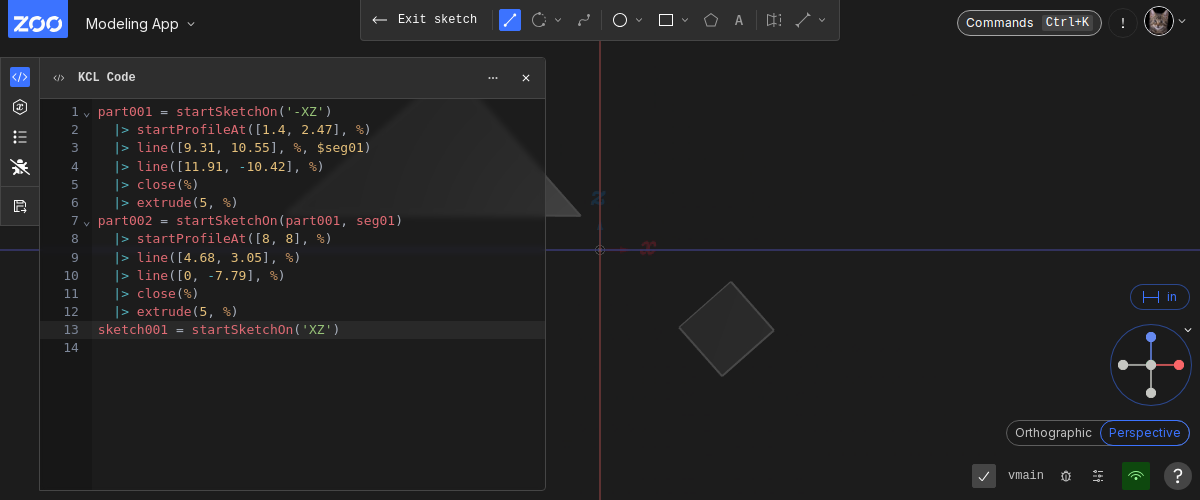 ZOO
Modeling App
Exit sketch
A
Commands Ctrl+K
!
KCL Code
1 part001 = startSketchOn('-XZ')
2 |> startProfileAt([1.4, 2.47], %)
3 |> line([9.31, 10.55], %, $seg01)
4 |> line([11.91, -10.42], %)
5 |> close(%)
6 |> extrude(5, %)
7 part002 = startSketchOn(part001, seg01)
8 |> startProfileAt([8, 8], %)
9 |> line([4.68, 3.05], %)
10 |> line([0, -7.79], %)
11 |> close(%)
12 |> extrude(5, %)
13 sketch001 = startSketchOn('XZ')
14
z
x
in
Orthographic Perspective
vmain
?